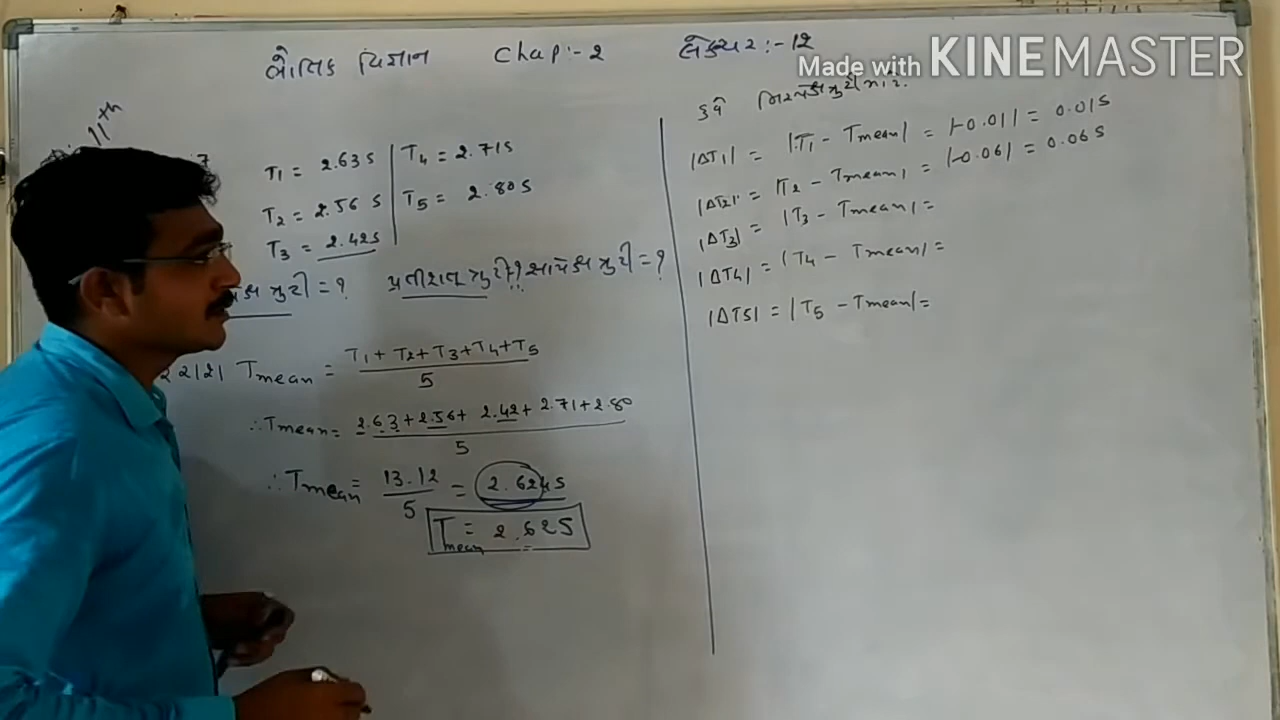 ભૌતિક વિજ્ઞાન Chap:-2 લેક્ચર:-12
Made with KINEMASTER
11th
T1 = 2.63 S
T2 = 2.56 S
T3 = 2.42 S
T4 = 2.71 S
T5 = 2.80 S
ત્રુટી = ? પ્રતીશત ત્રુટી? સાપેક્ષ ત્રુટી = ?
Tmean = T1 + T2 + T3 + T4 + T5 / 5
∴ Tmean = 2.63 + 2.56 + 2.42 + 2.71 + 2.80 / 5
∴ Tmean = 13.12 / 5 = 2.624 S
Tmean = 2.62 S
હવે નિરપેક્ષ ત્રુટી માટે.
|ΔT1| = |T1 - Tmean| = |-0.01| = 0.01 S
|ΔT2| = |T2 - Tmean| = |-0.06| = 0.06 S
|ΔT3| = |T3 - Tmean| =
|ΔT4| = |T4 - Tmean| =
|ΔT5| = |T5 - Tmean| =